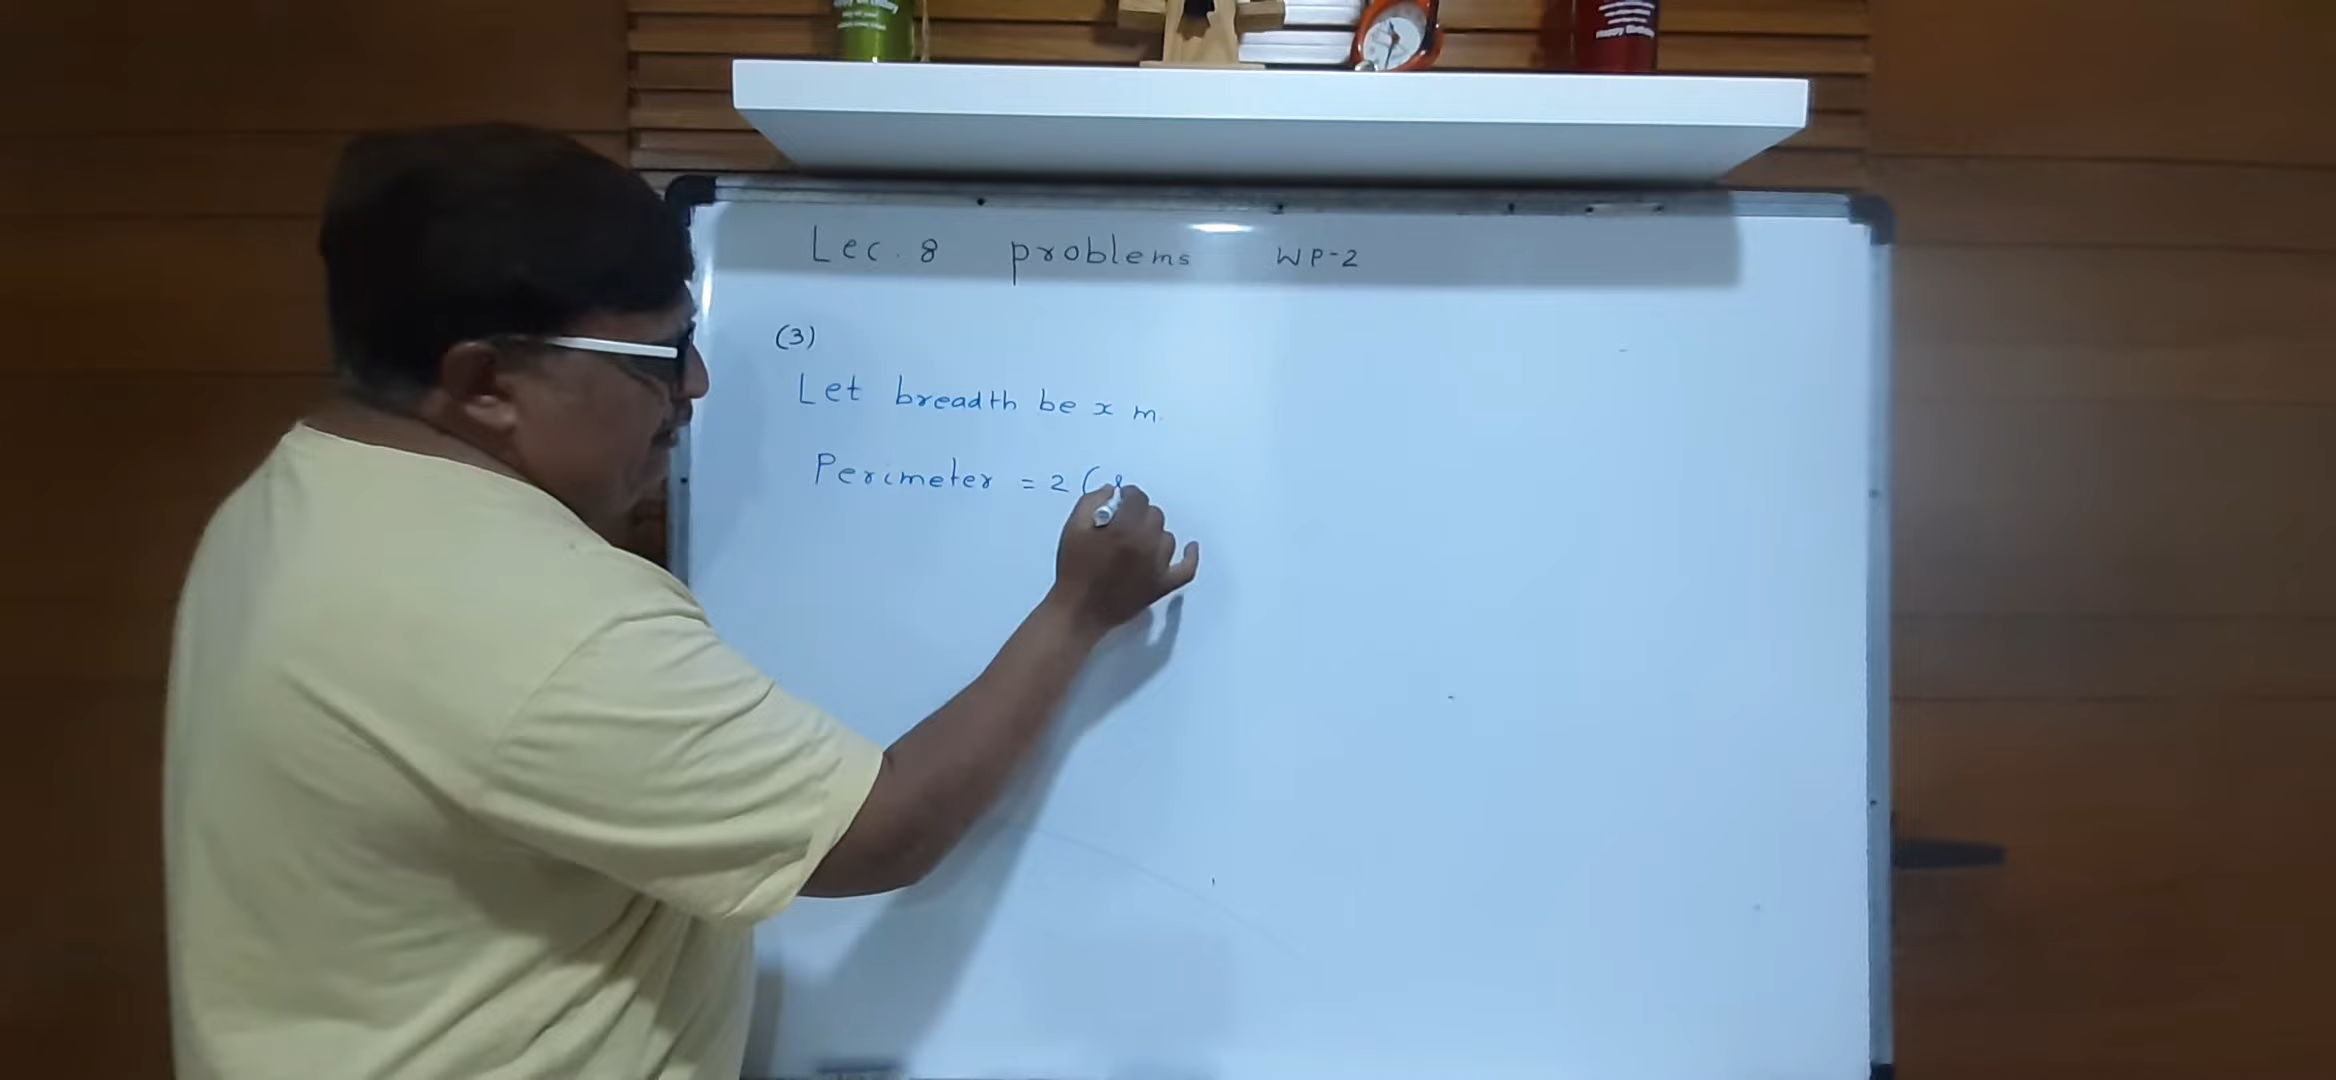 Lec. 8 problems WP-2
(3)
Let breadth be x m.
Perimeter = 2 (